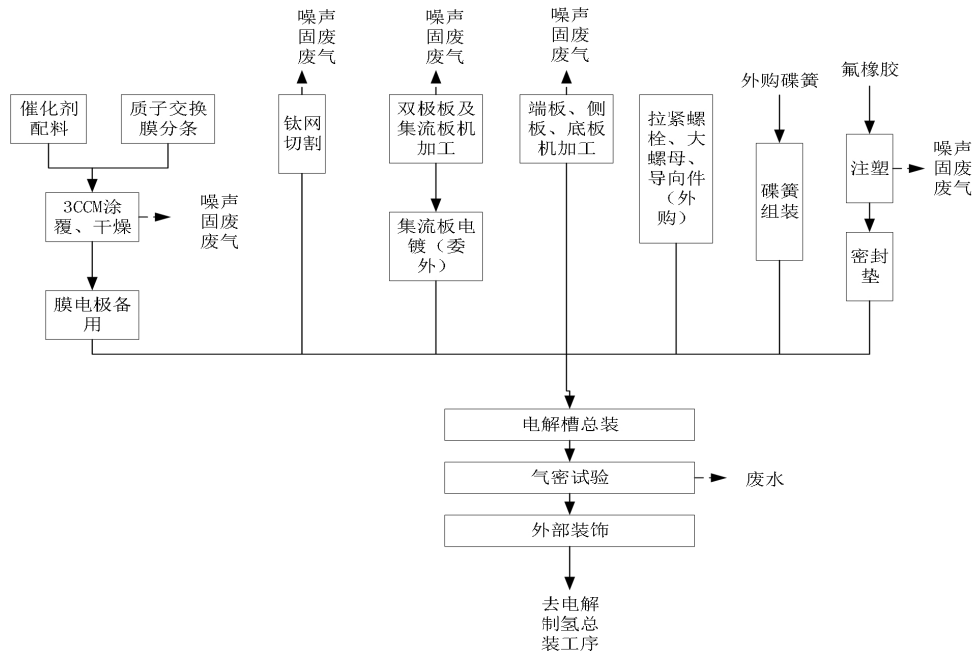 噪声
固废
废气
噪声
固废
废气
噪声
固废
废气
催化剂
配料
质子交换
膜分条
钛网
切割
双极板及
集流板机
加工
端板、侧
板、底板
机加工
拉紧螺
栓、大
螺母、
导向件
（外
购）
外购碟簧
氟橡胶
碟簧
组装
注塑
噪声
固废
废气
3CCM涂
覆、干燥
噪声
固废
废气
集流板电
镀（委
外）
密封
垫
膜电极备
用
电解槽总装
气密试验
废水
外部装饰
去电解
制氢总
装工序